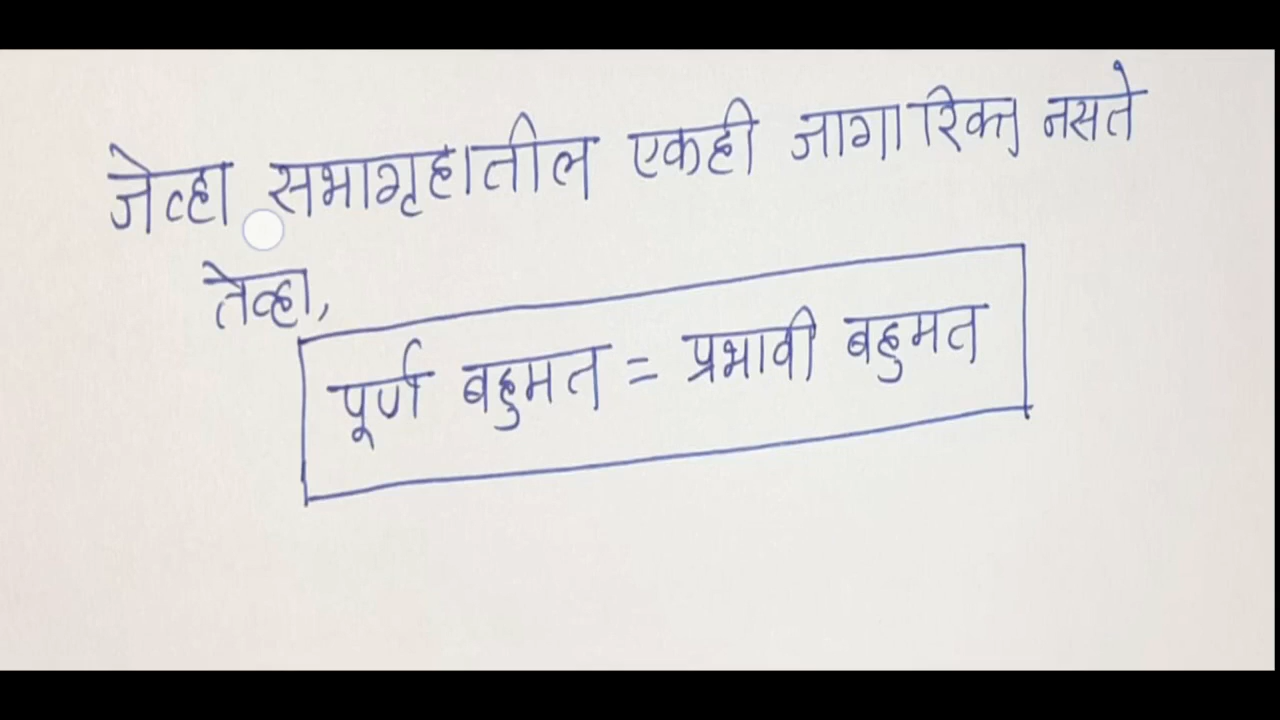 जेव्हा सभागृहातील एकही जागा रिक्त नसते
तेव्हा,
पूर्ण बहुमत = प्रभावी बहुमत